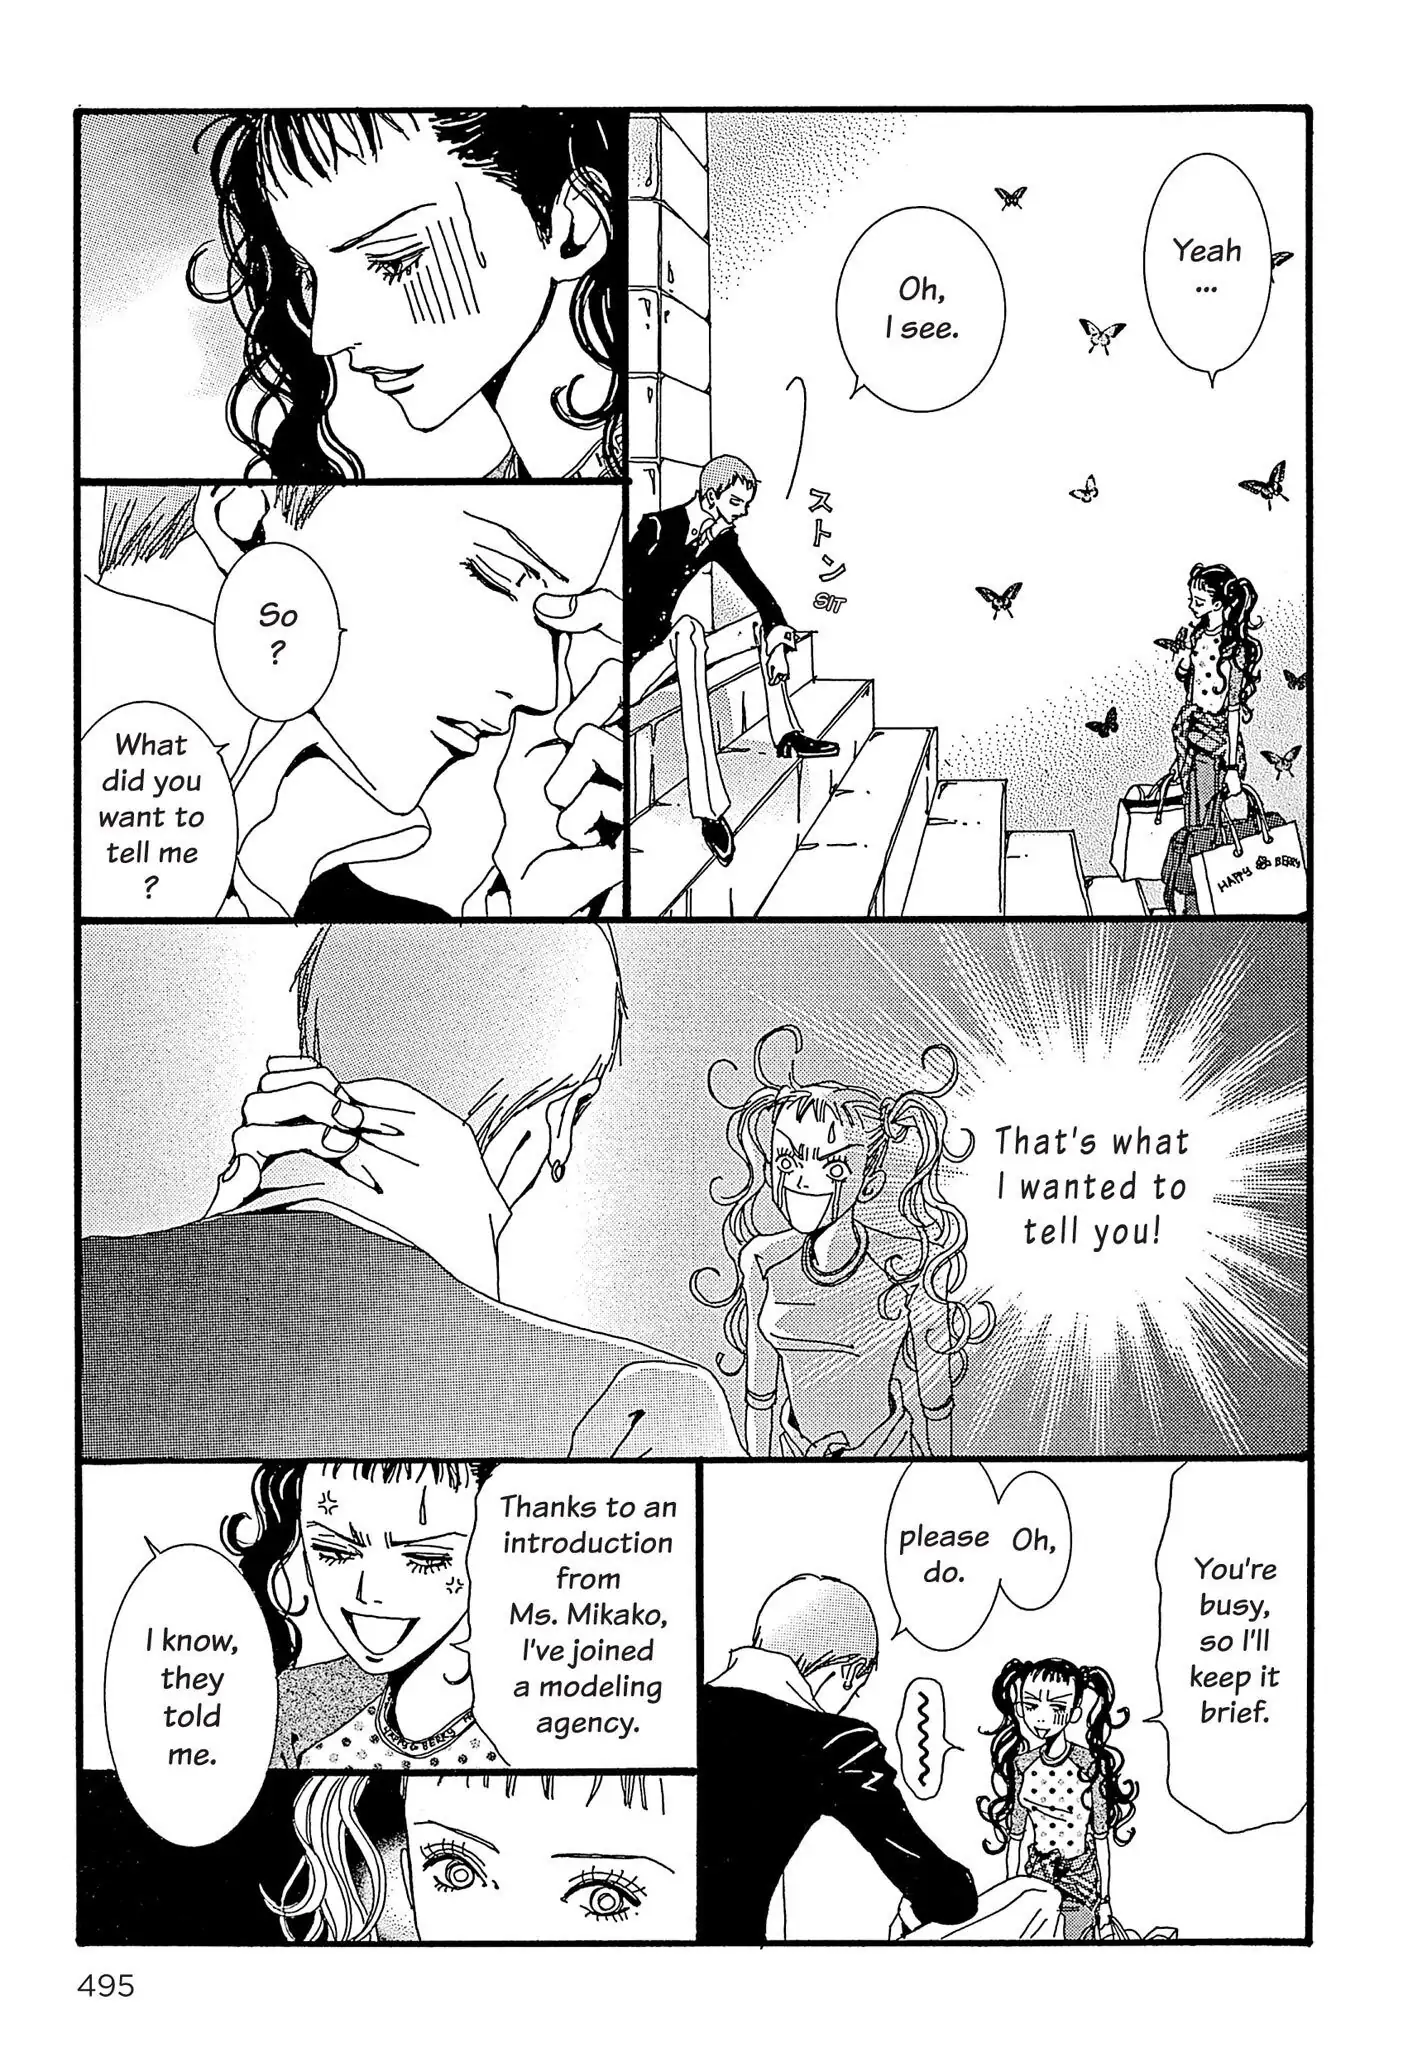 Yeah
...
Oh,
I see.
ストン
SIT
HAPPY BERRY
So
?
What
did you
want to
tell me
?
That's what
I wanted to
tell you!
You're
busy,
so I'll
keep it
brief.
Oh,
please
do.
Thanks to an
introduction
from
Ms. Mikako,
I've joined
a modeling
agency.
HAPPY BERRY
I know,
they
told
me.
495